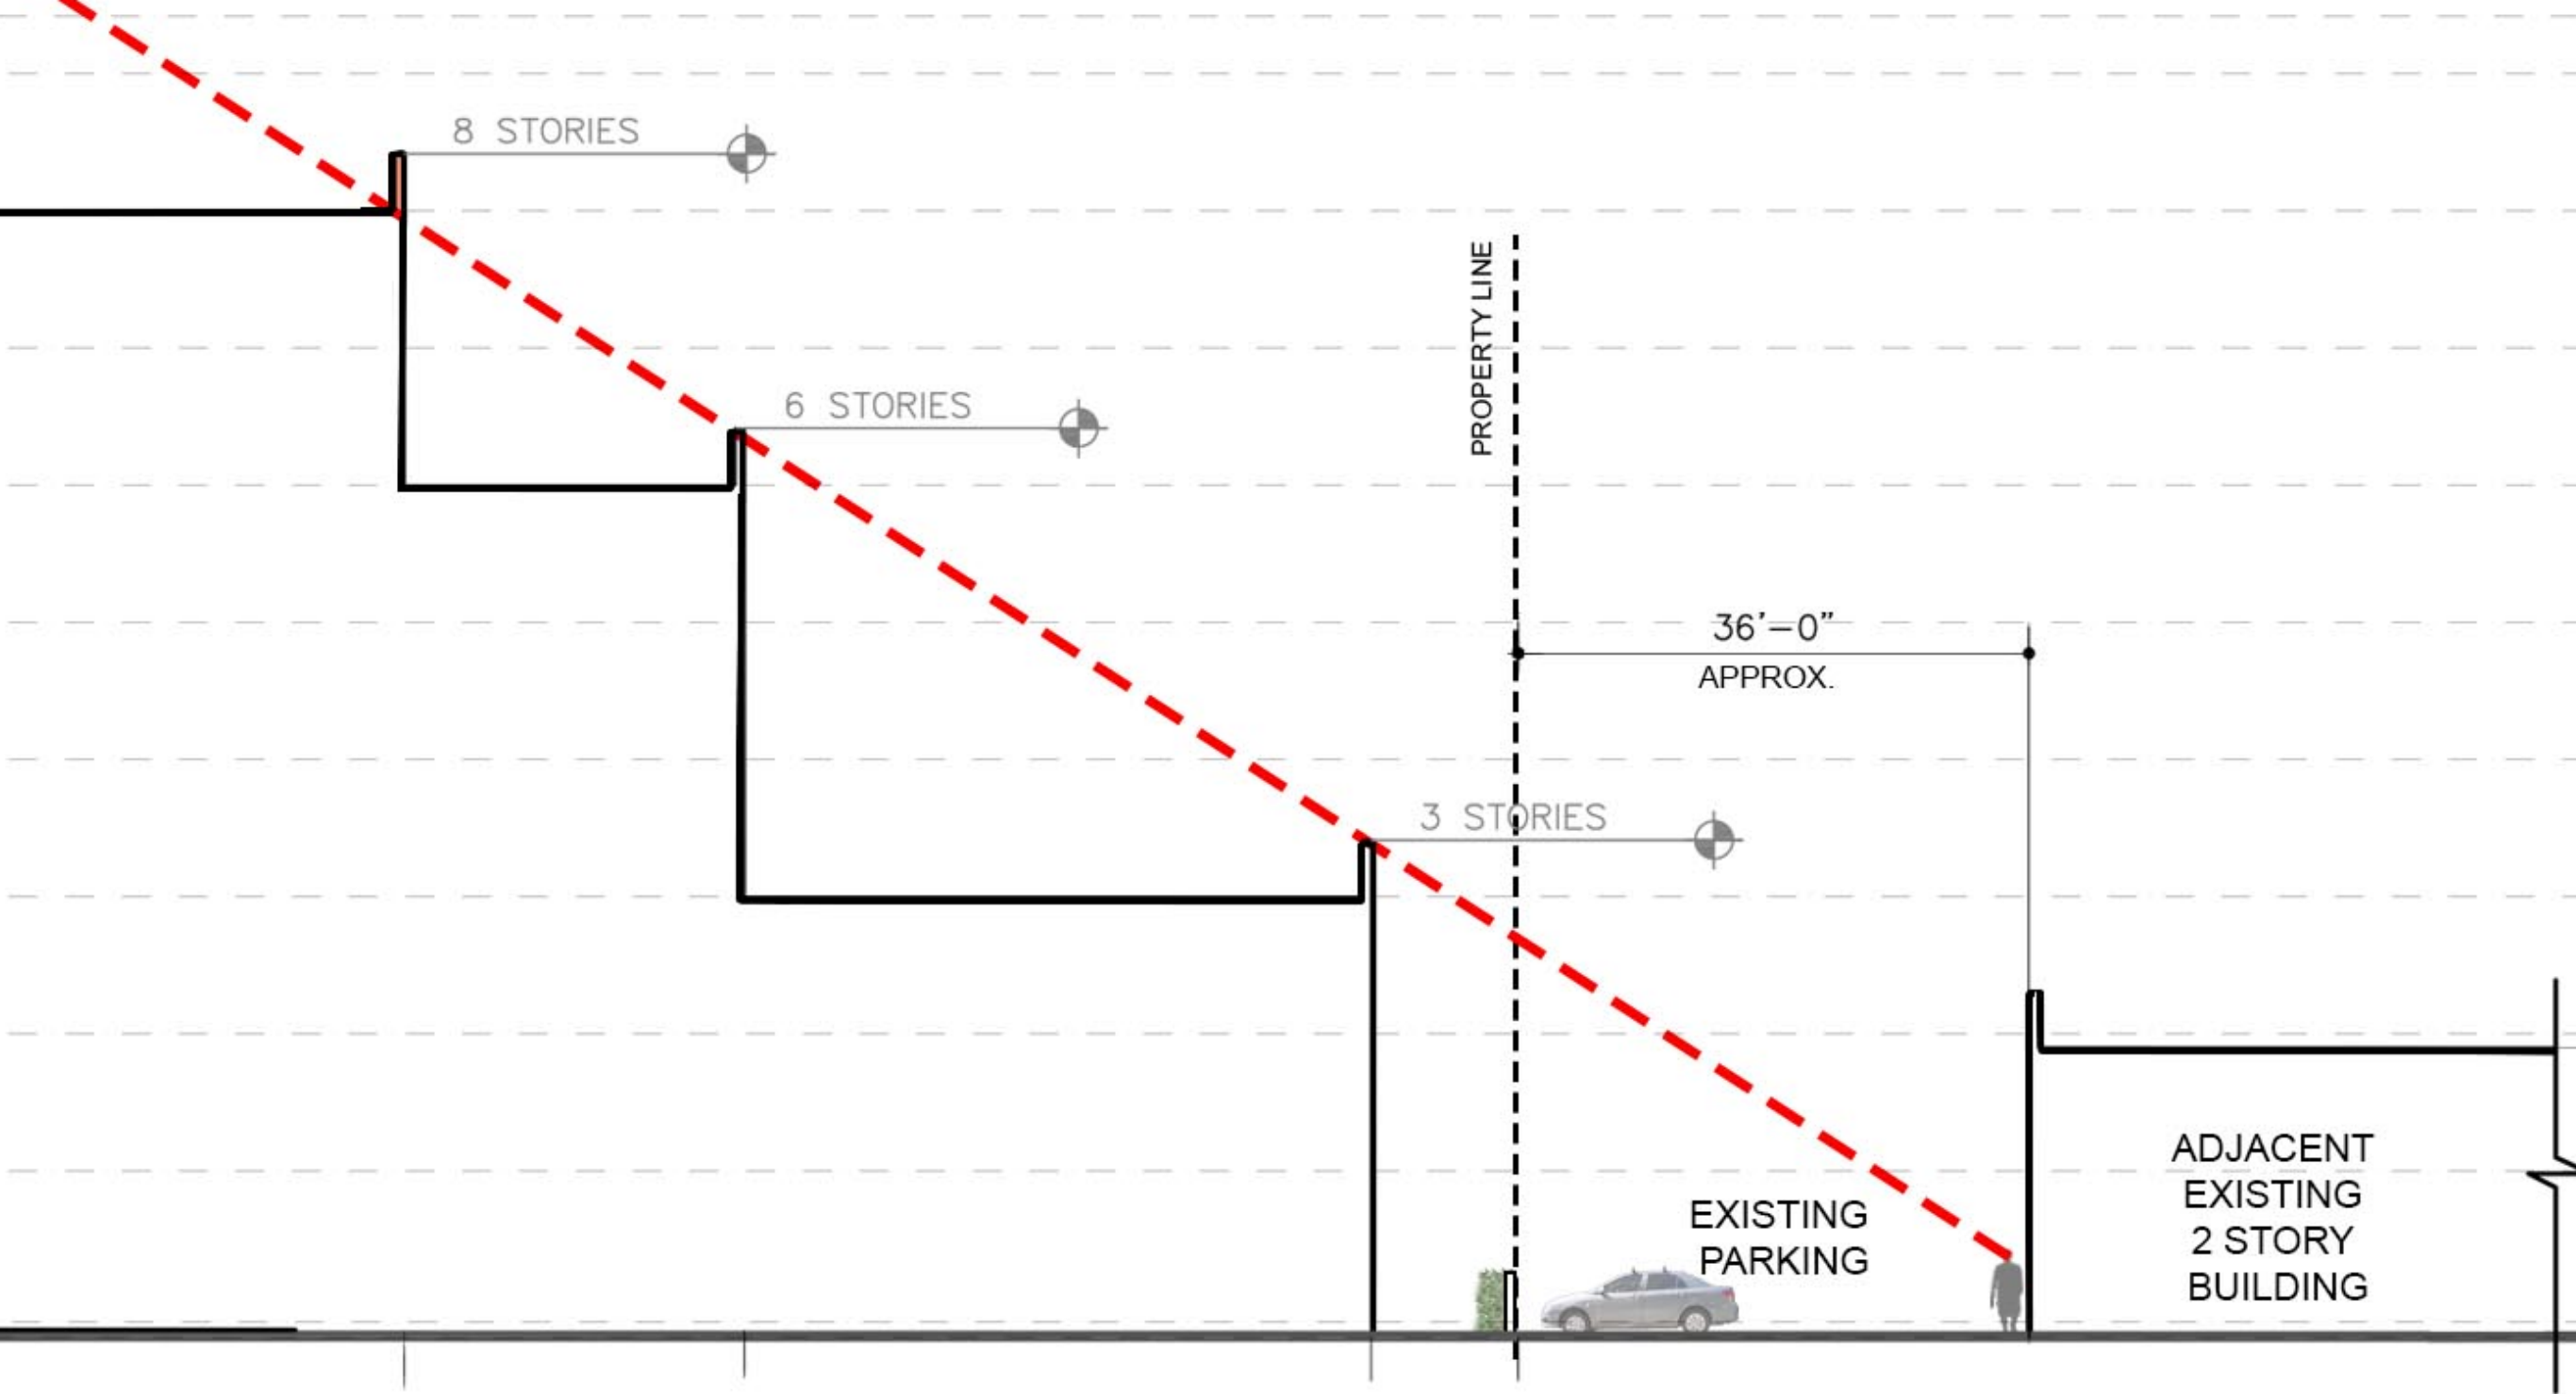 8 STORIES
6 STORIES
PROPERTY LINE
36'-0"
APPROX.
3 STORIES
EXISTING
PARKING
ADJACENT
EXISTING
2 STORY
BUILDING